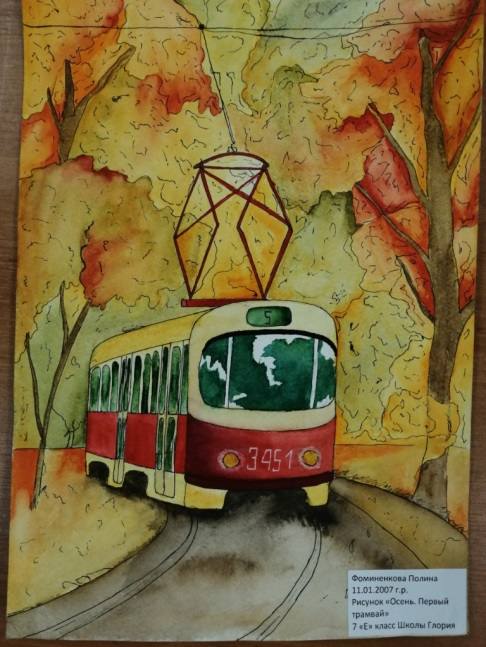 5
3451
Фоминенкова Полина
11.01.2007 г.р.
Рисунок «Осень. Первый
трамвай»
7 «Е» класс Школы Глория